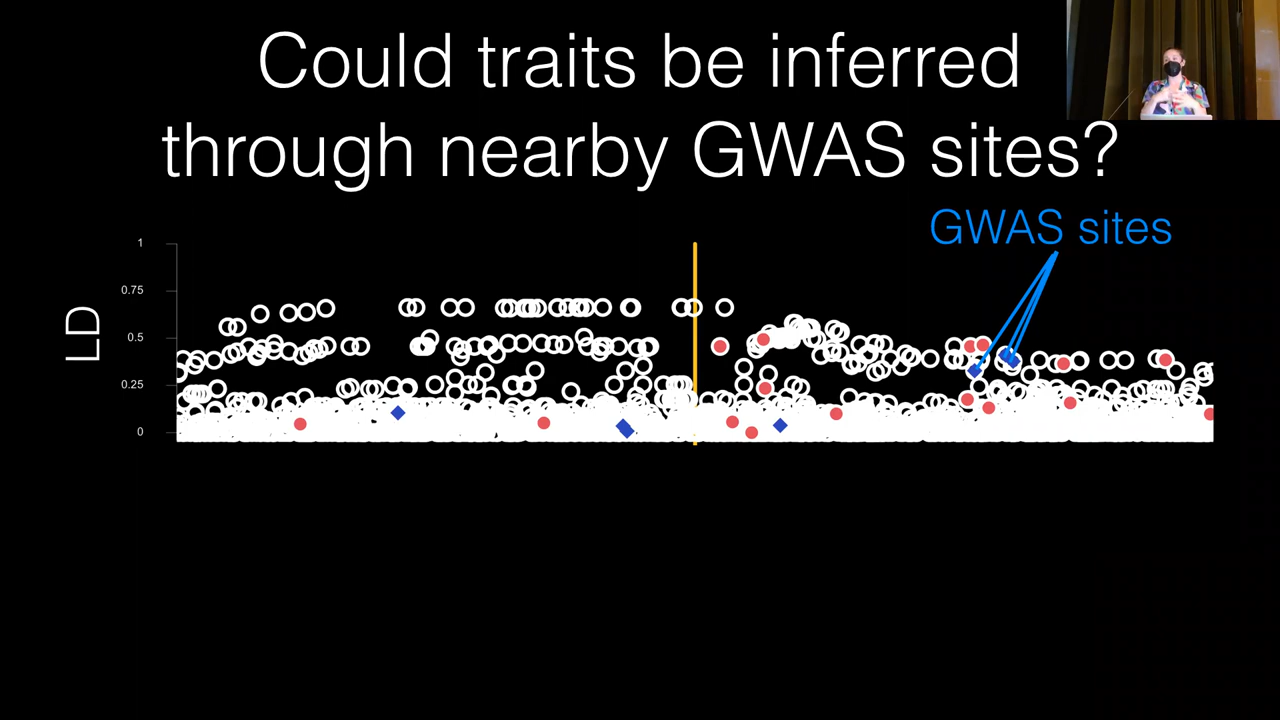 Could traits be inferred
through nearby GWAS sites?
GWAS sites
1
0.75
0.5
0.25
0
LD